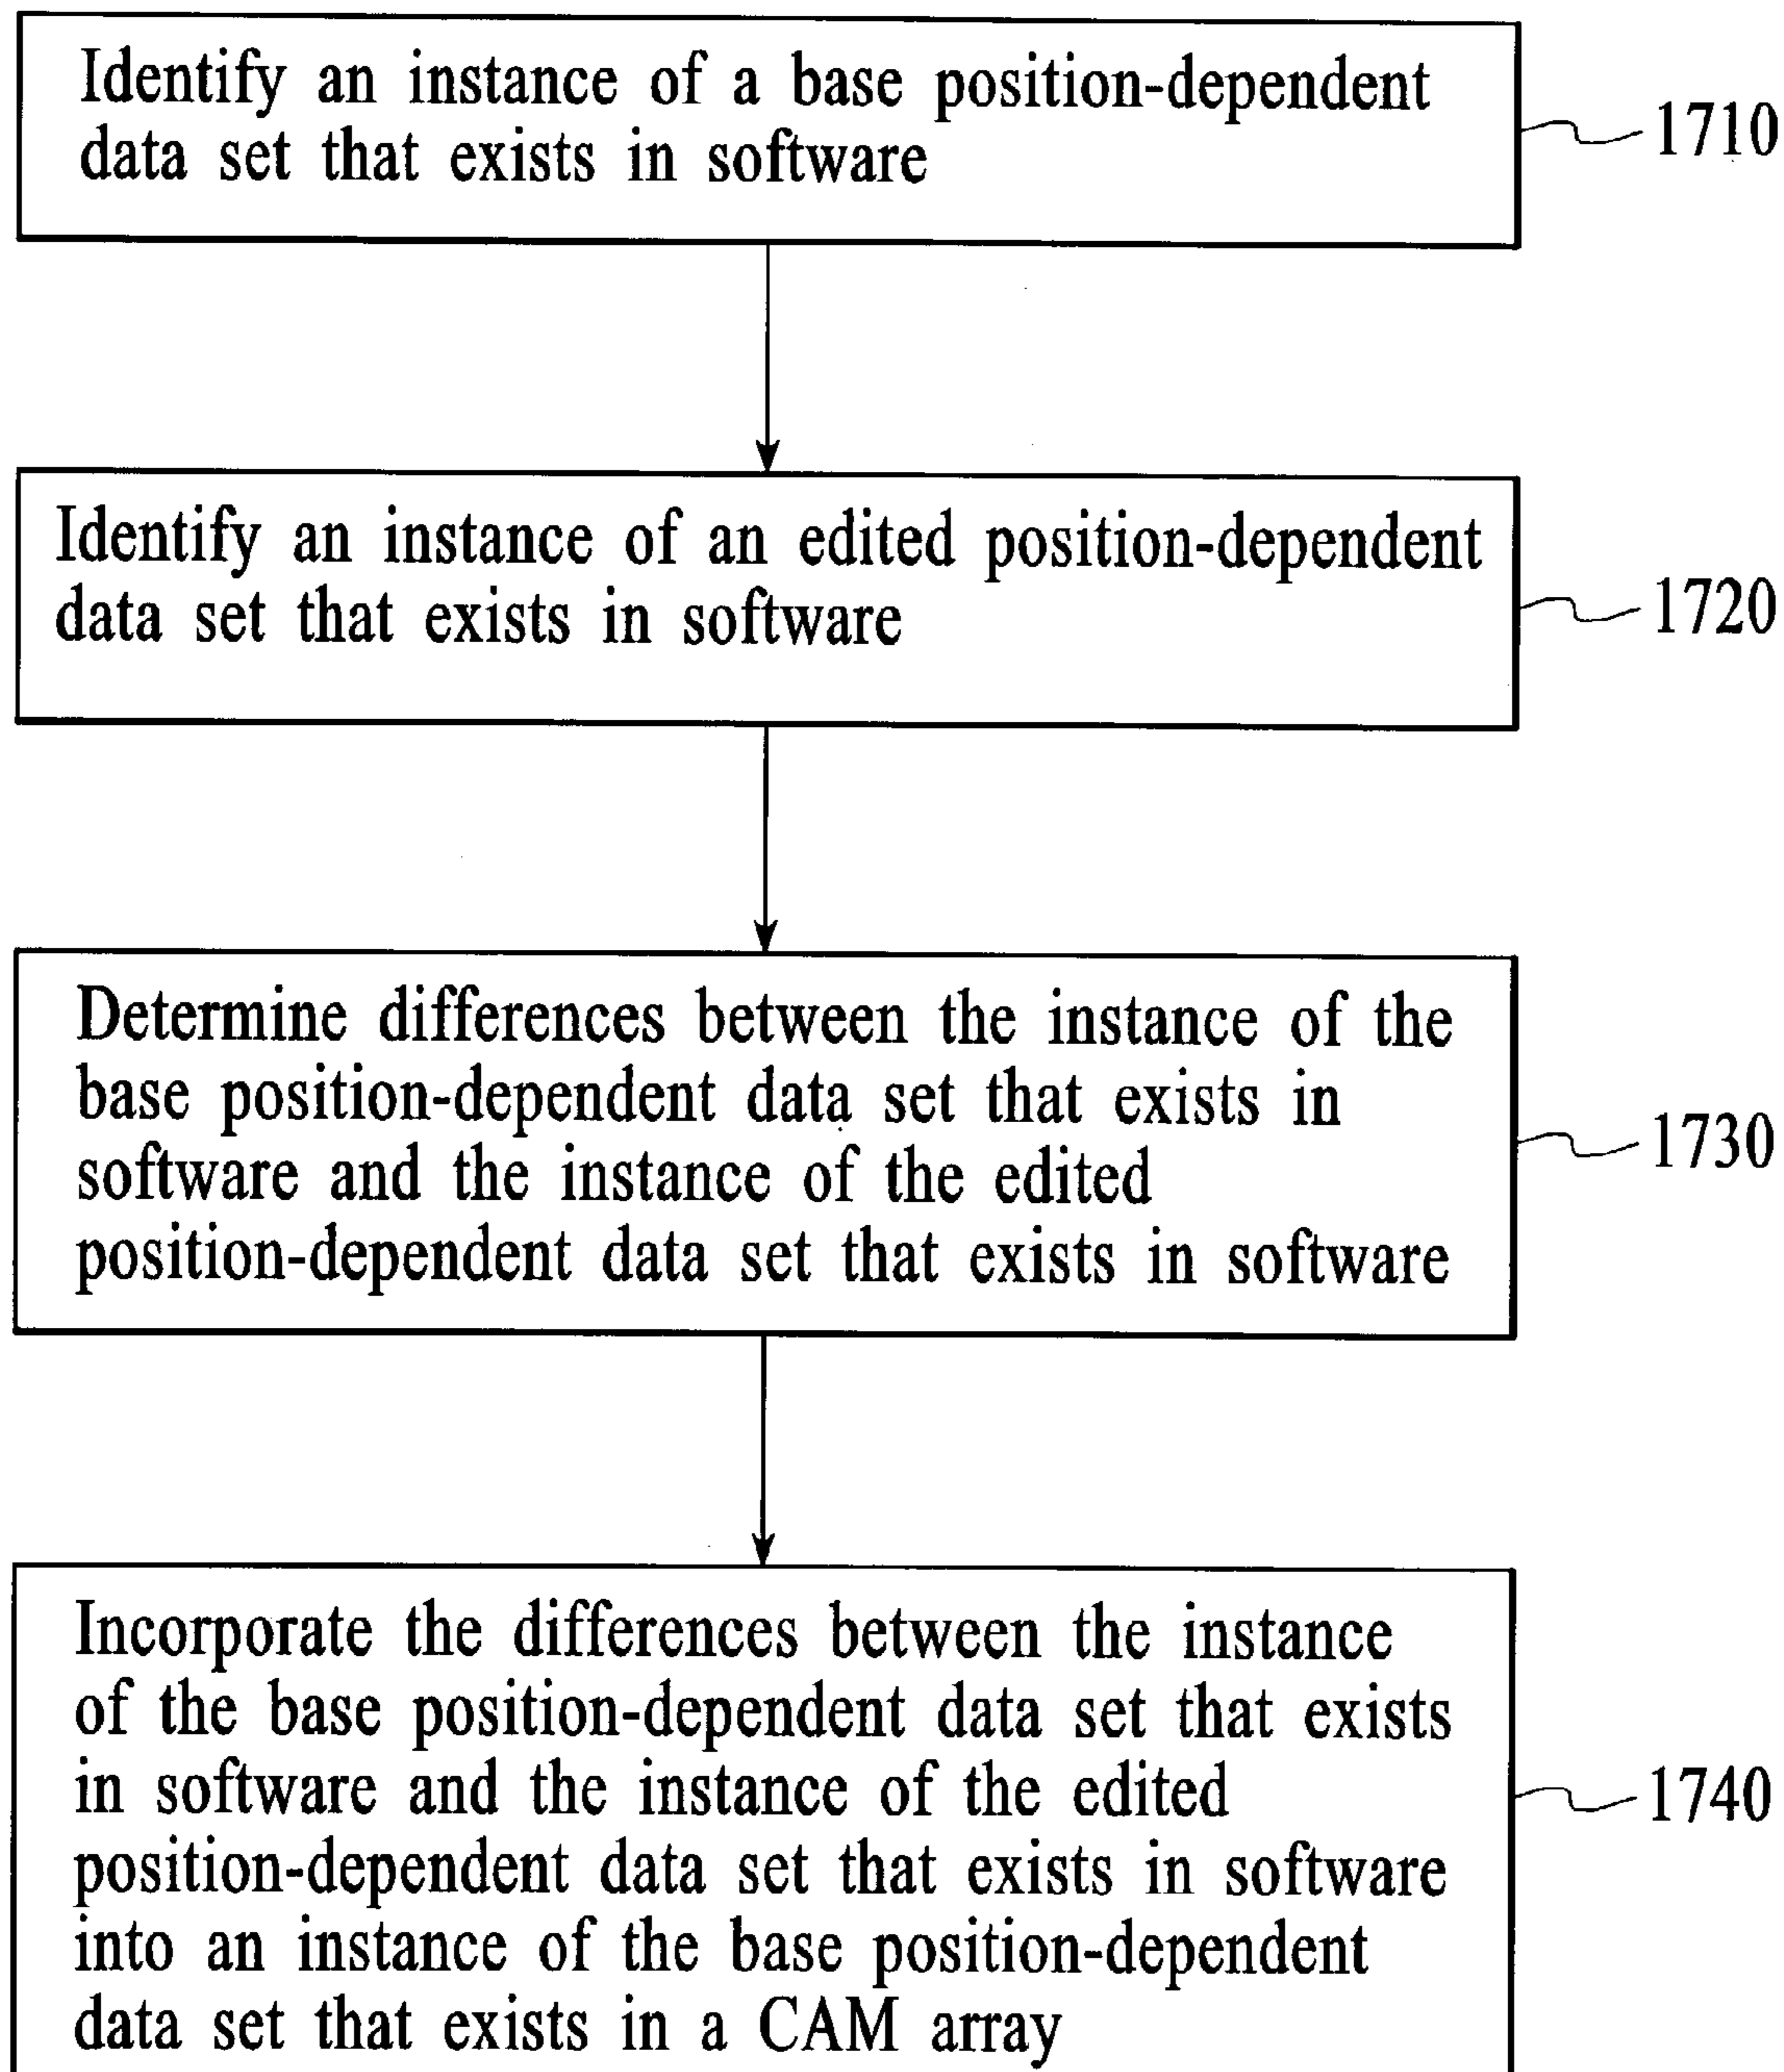 Identify an instance of a base position-dependent
data set that exists in software
1710
Identify an instance of an edited position-dependent
data set that exists in software
1720
Determine differences between the instance of the
base position-dependent data set that exists in
software and the instance of the edited
position-dependent data set that exists in software
1730
Incorporate the differences between the instance
of the base position-dependent data set that exists
in software and the instance of the edited
position-dependent data set that exists in software
into an instance of the base position-dependent
data set that exists in a CAM array
1740